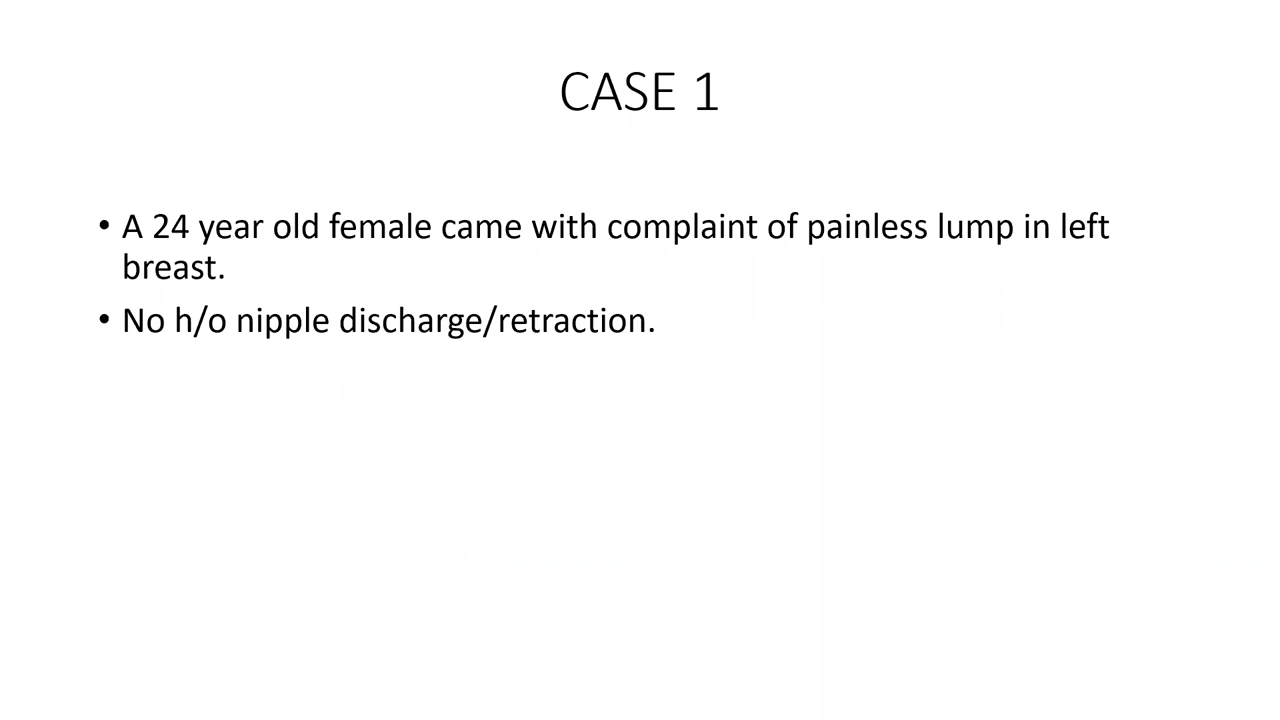 CASE 1
• A 24 year old female came with complaint of painless lump in left
breast.
• No h/o nipple discharge/retraction.